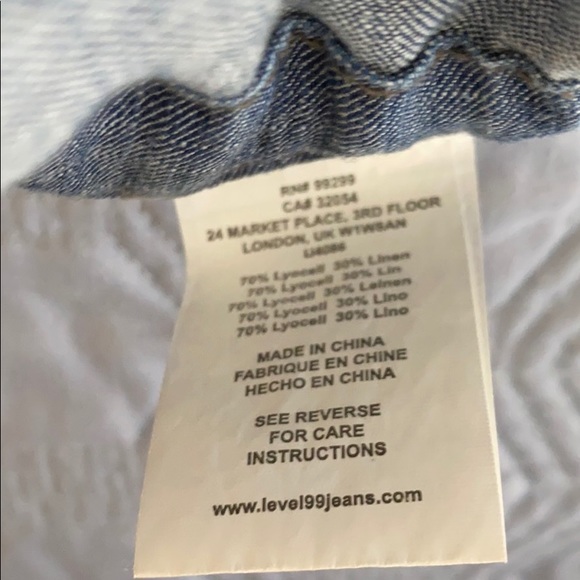 RN# 99299
CA# 32054
24 MARKET PLACE, 3RD FLOOR
LONDON, UK W1W8AN
IJ4086
70% Lyocell 30% Linen
70% Lyocell 30% Lin
70% Lyocell 30% Leinen
70% Lyocell 30% Lino
70% Lyocell 30% Lino
MADE IN CHINA
FABRIQUE EN CHINE
HECHO EN CHINA
SEE REVERSE
FOR CARE
INSTRUCTIONS
www.level99jeans.com